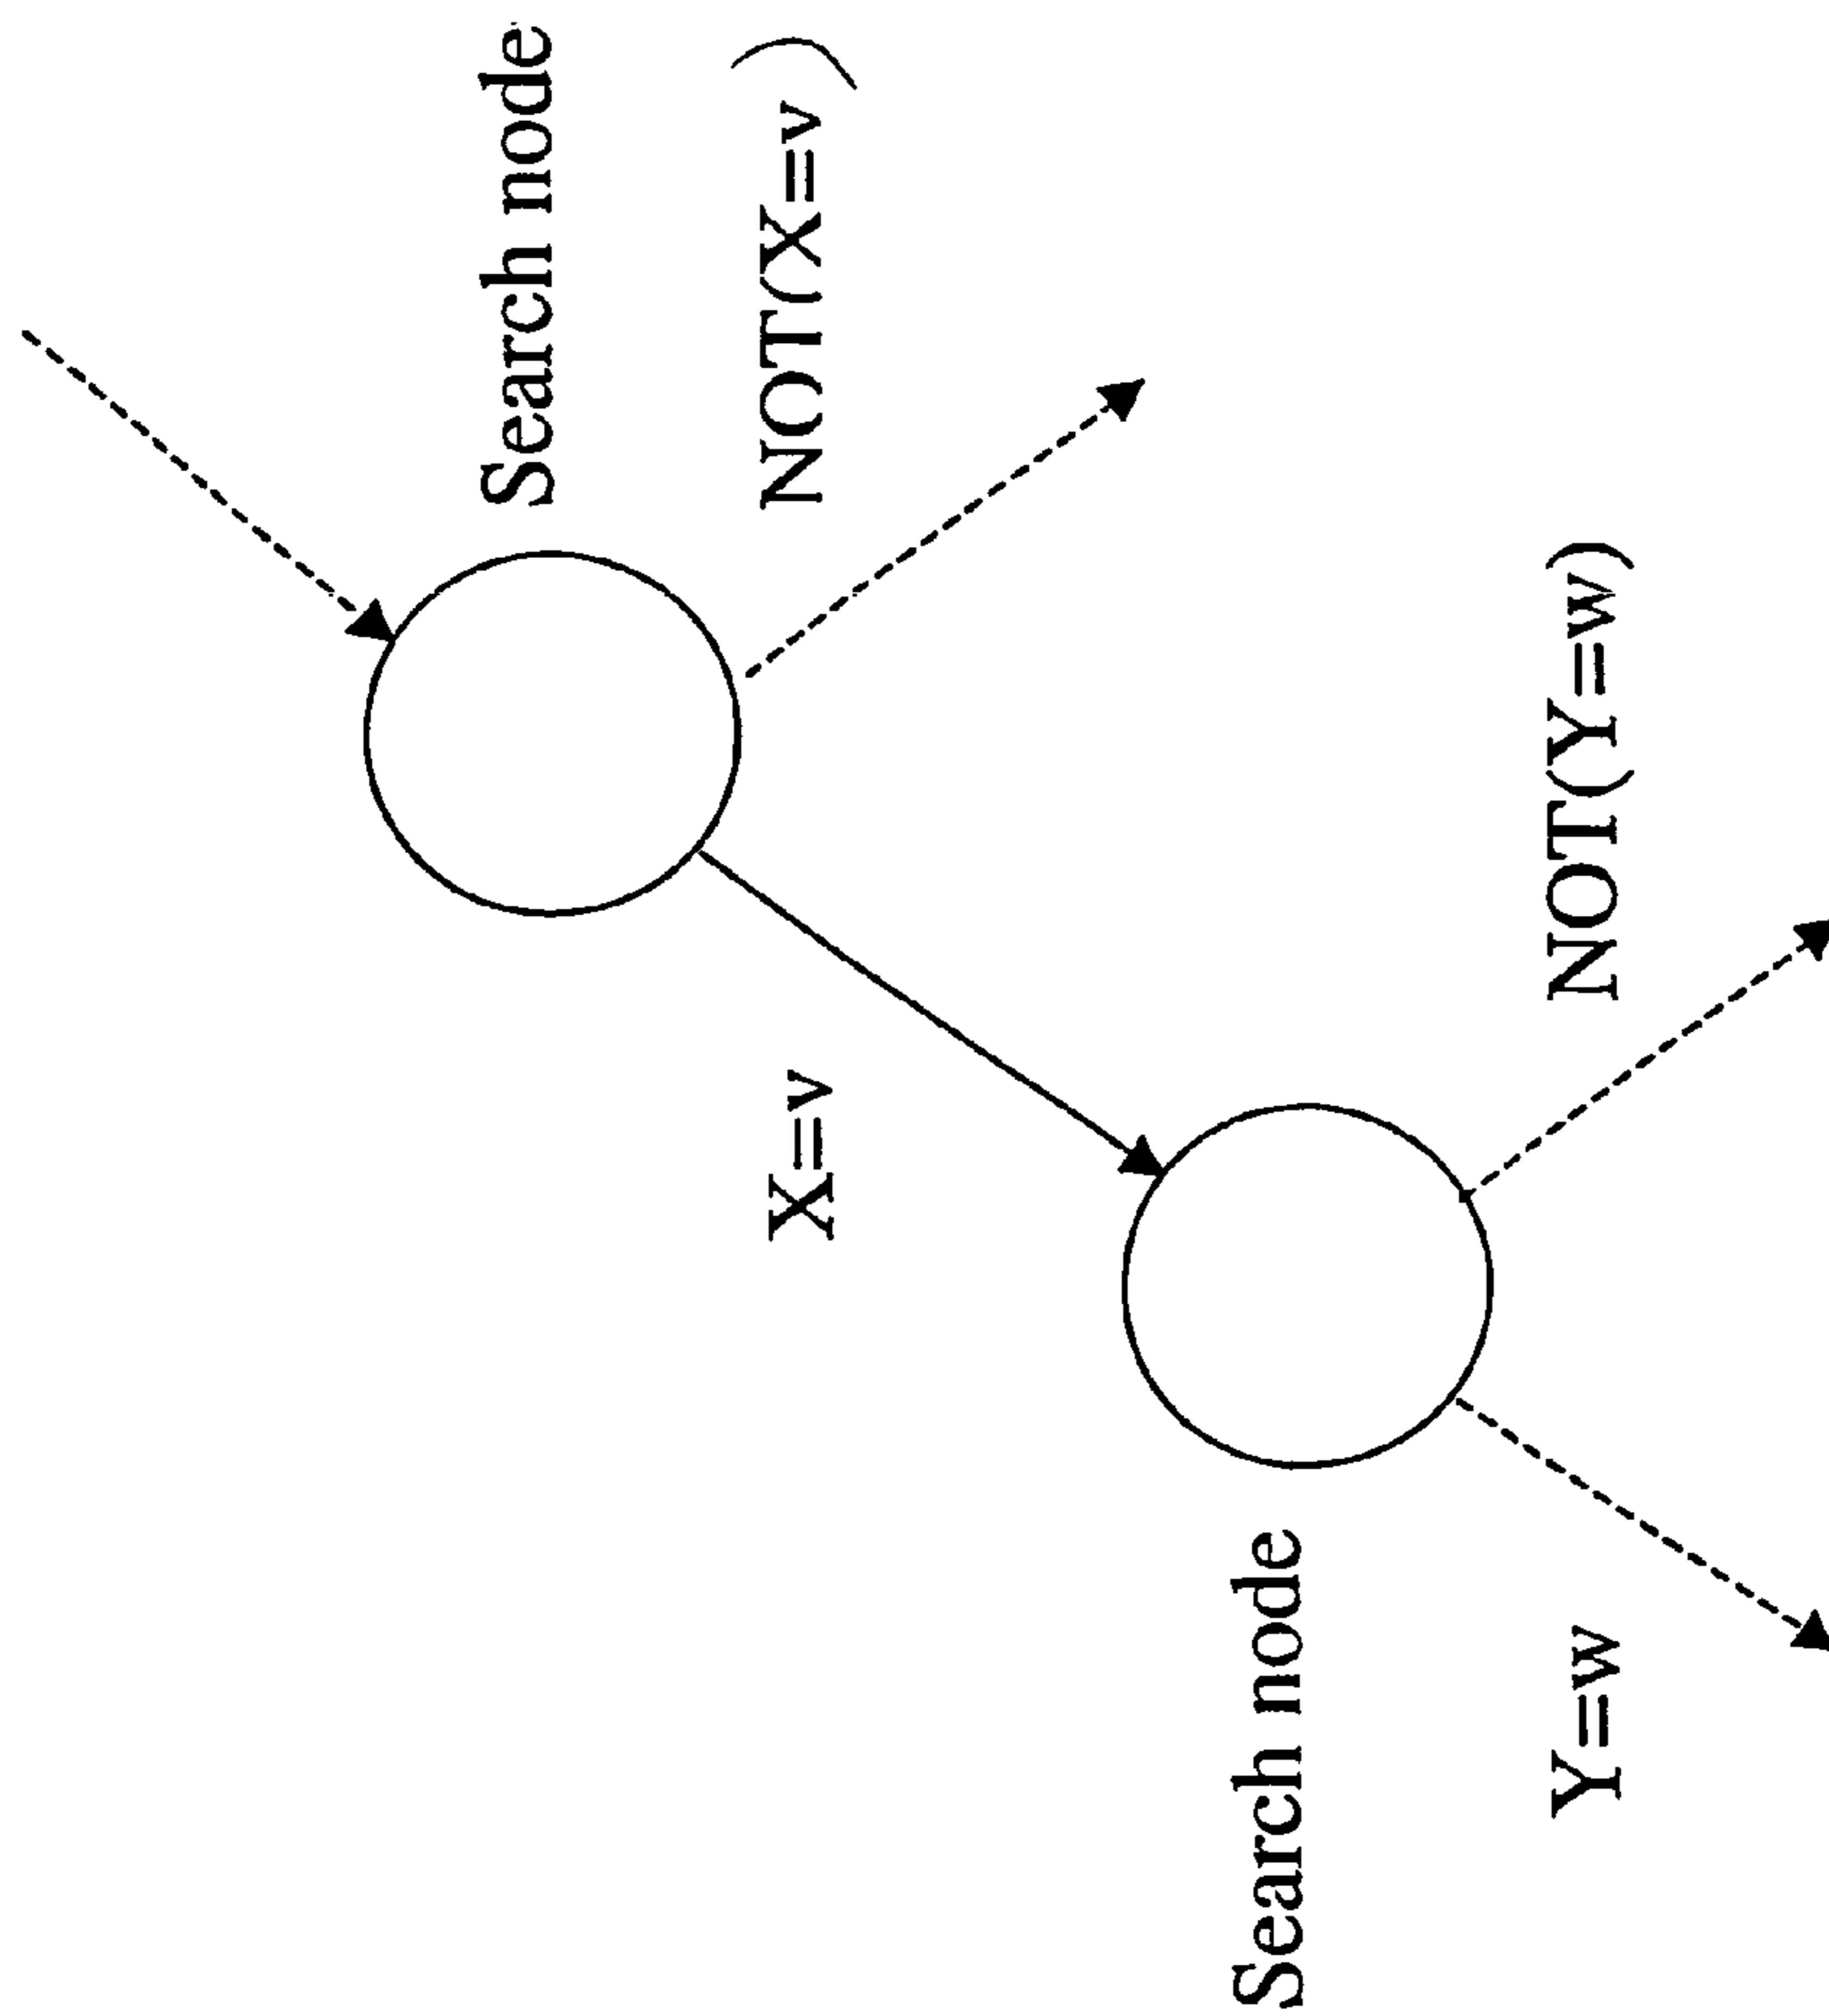 Search node
X=v
NOT(X=v)
Search node
Y=w
NOT(Y=w)